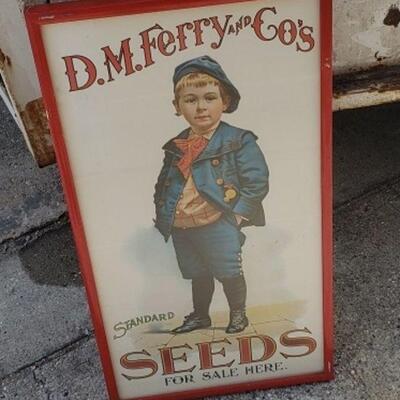 D.M. Ferry AND Co's
STANDARD
SEEDS
FOR SALE HERE.